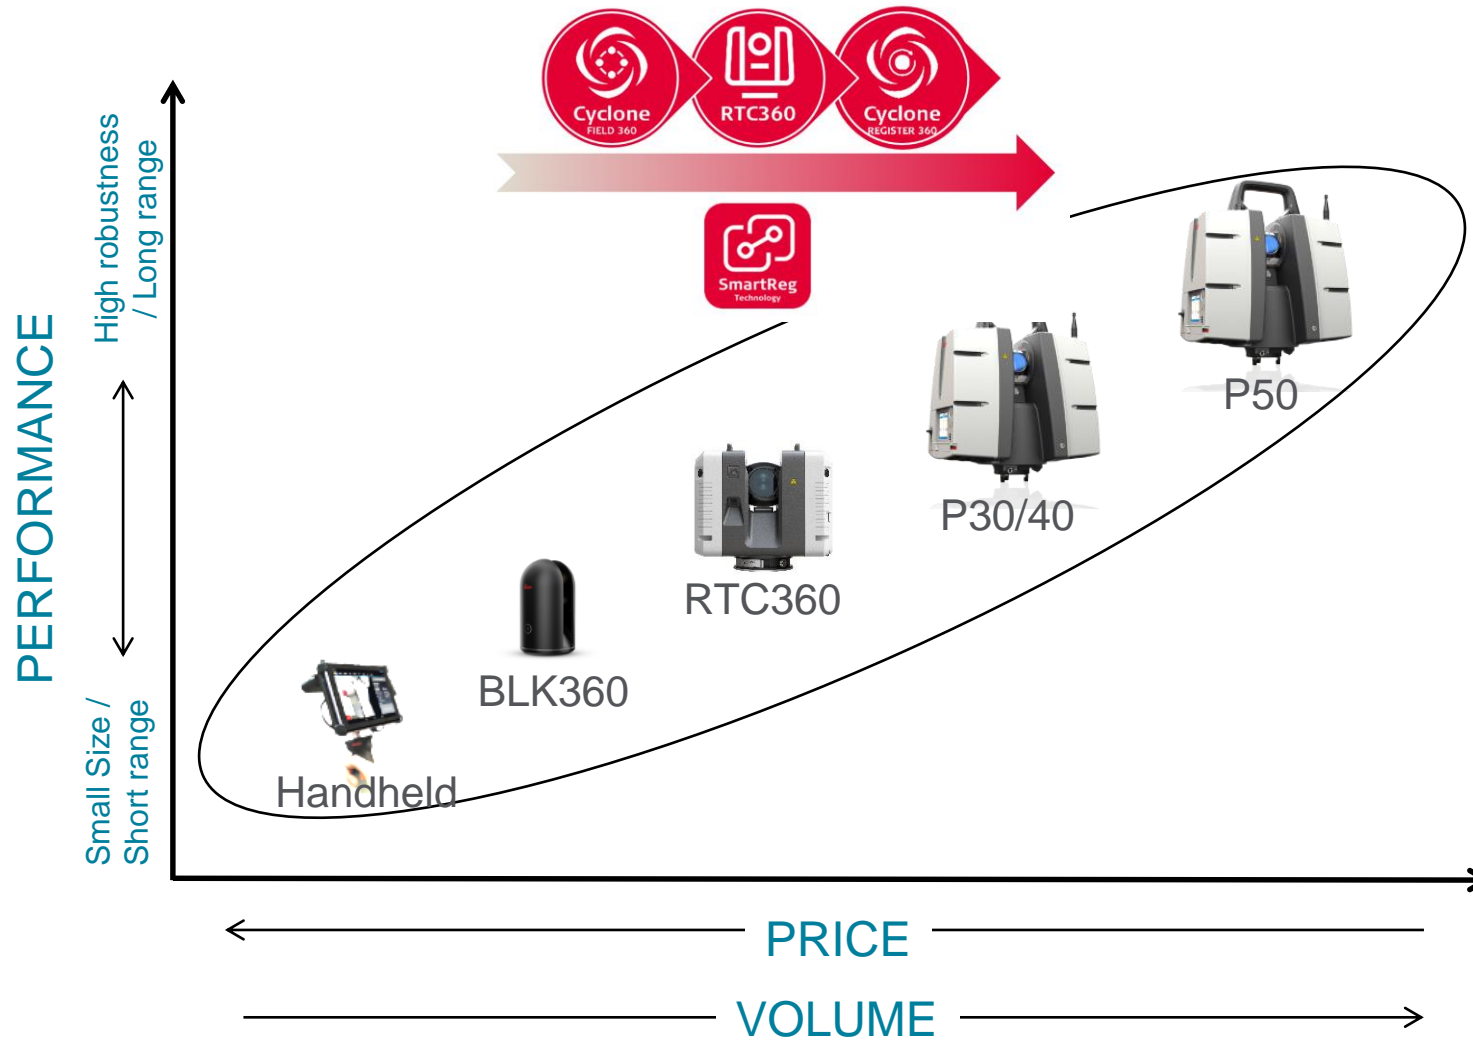 Cyclone
FIELD 360
RTC360
Cyclone
REGISTER 360
SmartReg
Technology
PERFORMANCE
High robustness
/ Long range
Small Size /
Short range
P50
P30/40
RTC360
BLK360
Handheld
PRICE
VOLUME